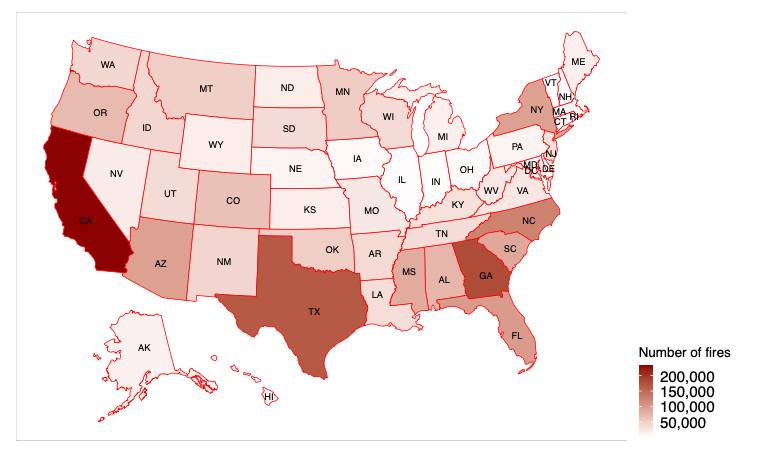 WA
MT
ND
MN
ME
VT
NH
OR
ID
SD
WI
MI
NY
MA
CT
RI
WY
IA
PA
NJ
NV
NE
IL
IN
OH
MD
DC
DE
UT
CO
KS
MO
KY
WV
VA
CA
AZ
NM
OK
AR
TN
NC
SC
MS
AL
GA
LA
TX
FL
AK
HI
Number of fires
200,000
150,000
100,000
50,000